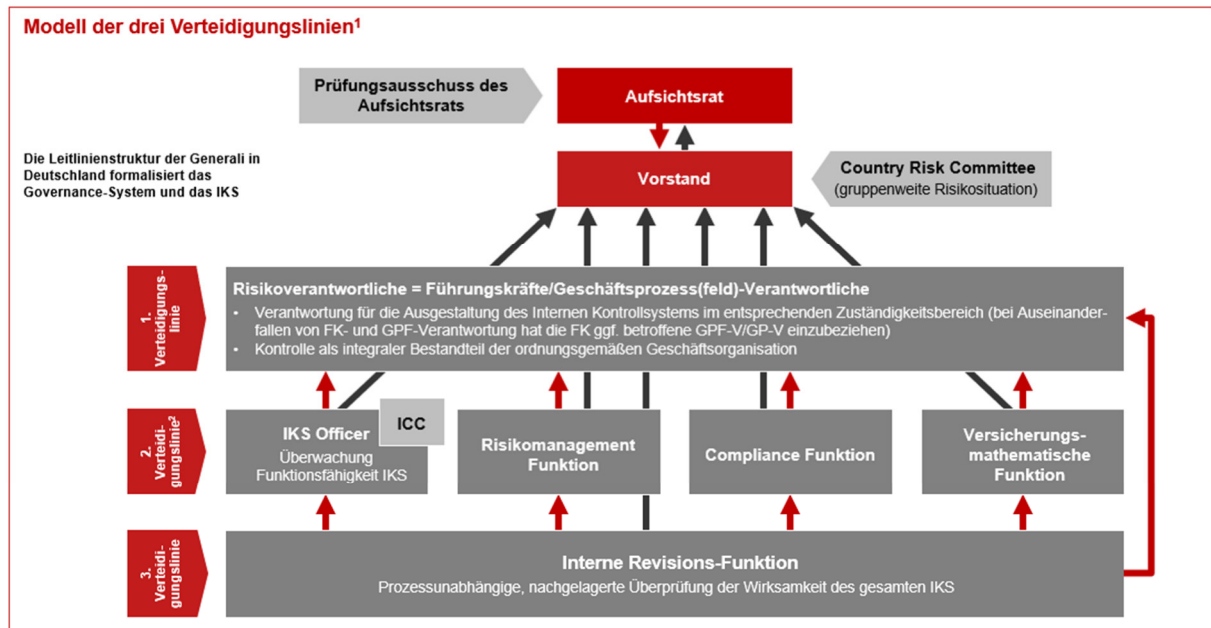 Modell der drei Verteidigungslinien¹
Prüfungsausschuss des
Aufsichtsrats
Aufsichtsrat
Die Leitlinienstruktur der Generali in
Deutschland formalisiert das
Governance-System und das IKS
Vorstand
Country Risk Committee
(gruppenweite Risikosituation)
1.
Verteidigungs-
linie
Risikoverantwortliche = Führungskräfte/Geschäftsprozess(feld)-Verantwortliche
• Verantwortung für die Ausgestaltung des Internen Kontrollsystems im entsprechenden Zuständigkeitsbereich (bei Auseinander-
fallen von FK- und GPF-Verantwortung hat die FK ggf. betroffene GPF-V/GP-V einzubeziehen)
• Kontrolle als integraler Bestandteil der ordnungsgemäßen Geschäftsorganisation
2.
Verteidi-
gungslinie²
IKS Officer
Überwachung
Funktionsfähigkeit IKS
ICC
Risikomanagement
Funktion
Compliance Funktion
Versicherungs-
mathematische
Funktion
3.
Verteidi-
gungslinie
Interne Revisions-Funktion
Prozessunabhängige, nachgelagerte Überprüfung der Wirksamkeit des gesamten IKS